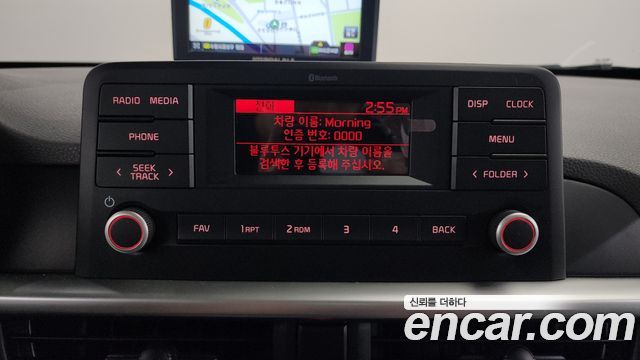 Bluetooth
RADIO MEDIA
PHONE
SEEK
TRACK
전화 2:55PM
차량 이름: Morning
인증 번호: 0000
블루투스 기기에서 차량 이름을
검색한 후 등록해 주십시오.
DISP CLOCK
MENU
FOLDER
FAV 1 RPT 2 RDM 3 4 BACK
신뢰를 더하다
encar.com